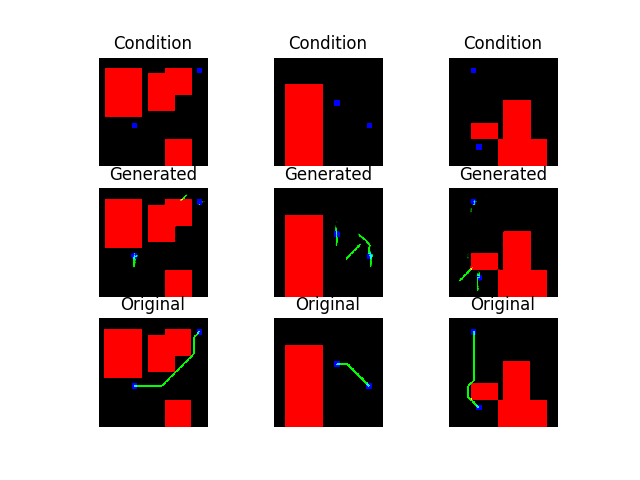 Condition Condition Condition
Generated Generated Generated
Original Original Original